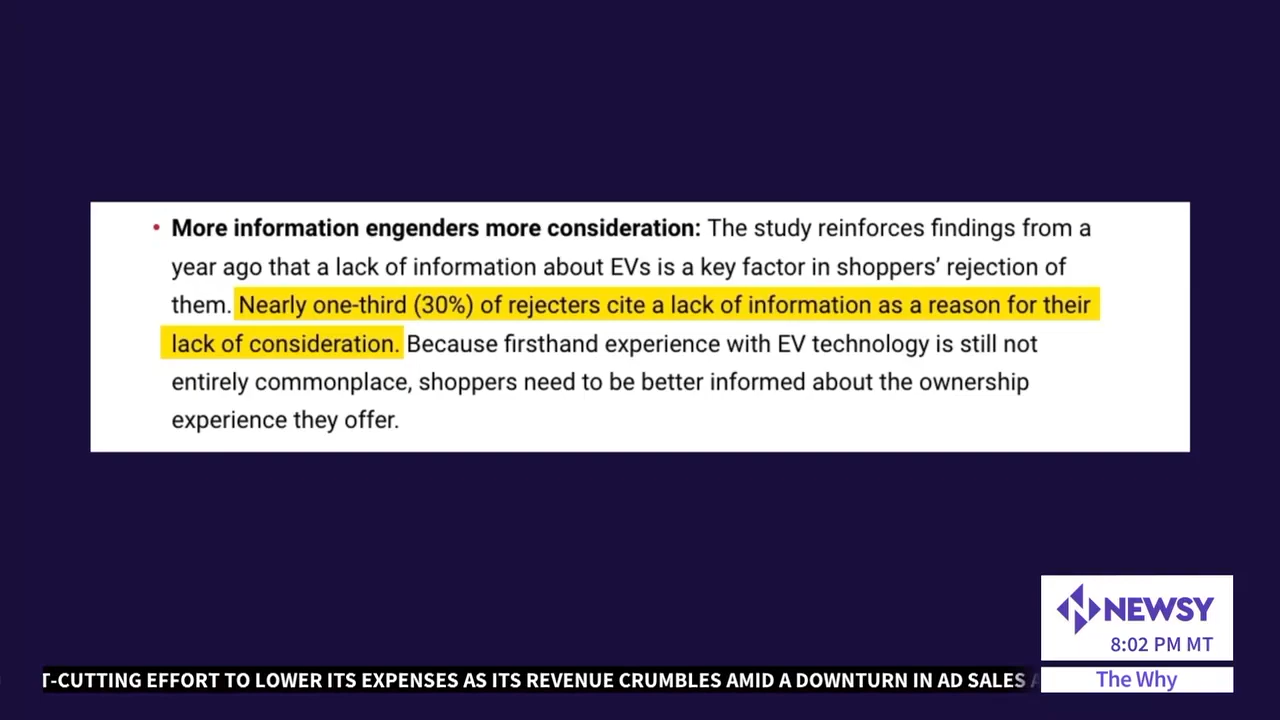 • More information engenders more consideration: The study reinforces findings from a
year ago that a lack of information about EVs is a key factor in shoppers’ rejection of
them. Nearly one-third (30%) of rejecters cite a lack of information as a reason for their
lack of consideration. Because firsthand experience with EV technology is still not
entirely commonplace, shoppers need to be better informed about the ownership
experience they offer.
NEWSY
8:02 PM MT
T-CUTTING EFFORT TO LOWER ITS EXPENSES AS ITS REVENUE CRUMBLES AMID A DOWNTURN IN AD SALES
The Why